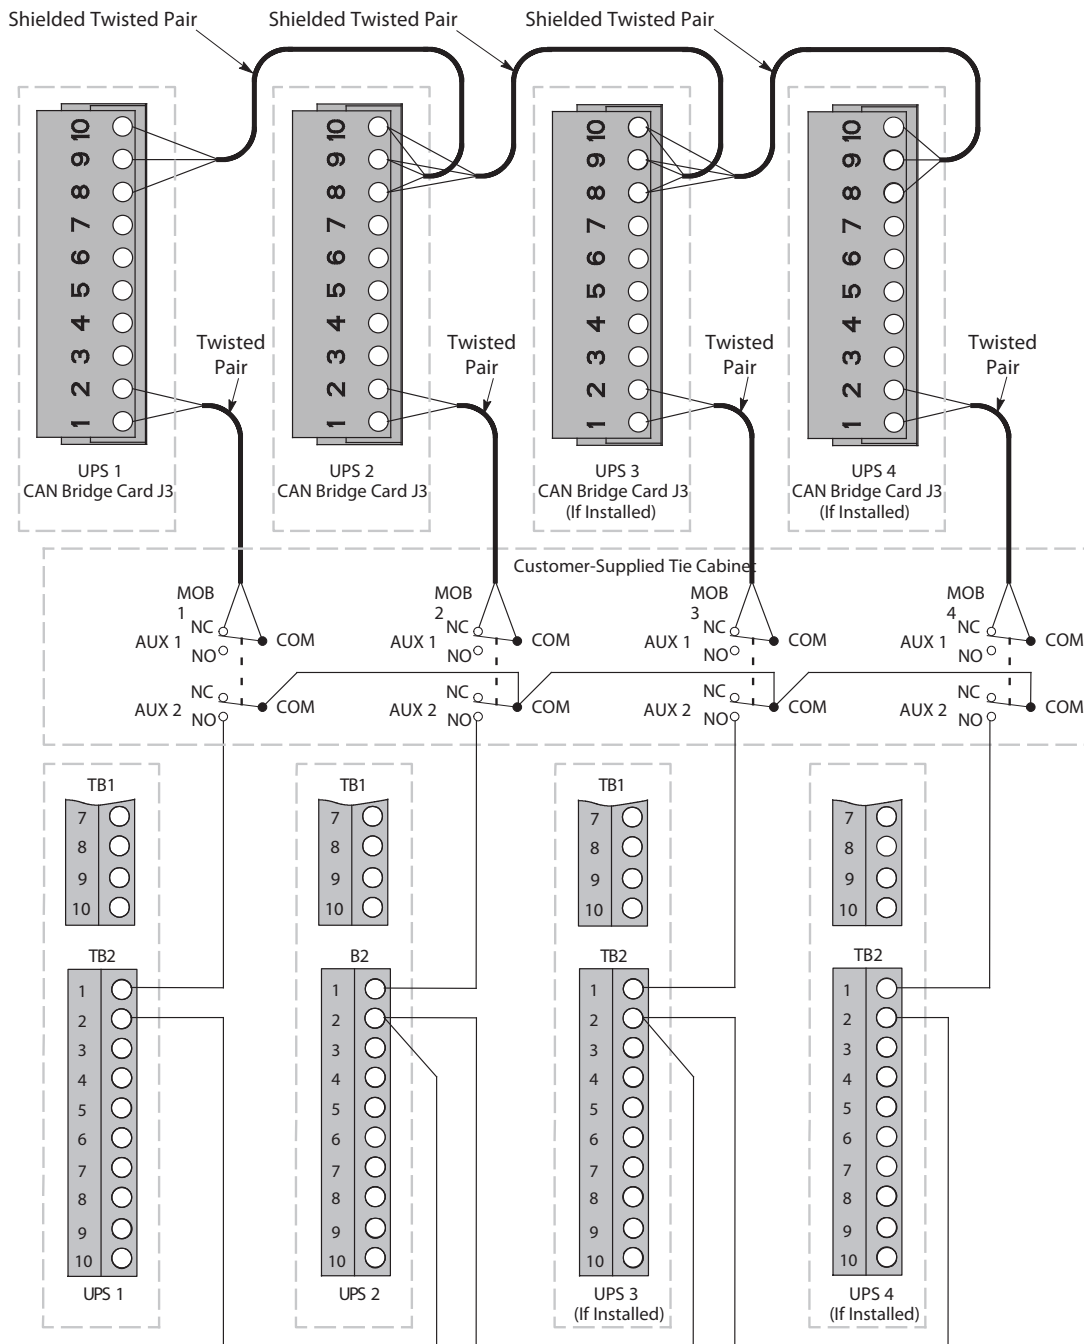 Shielded Twisted Pair Shielded Twisted Pair Shielded Twisted Pair
10 10 10 10
9 9 9 9
8 8 8 8
7 7 7 7
6 6 6 6
5 5 5 5
4 4 4 4
3 3 3 3
2 2 2 2
1 1 1 1
Twisted Twisted Twisted Twisted
Pair Pair Pair Pair
UPS 1 UPS 2 UPS 3 UPS 4
CAN Bridge Card J3 CAN Bridge Card J3 CAN Bridge Card J3 CAN Bridge Card J3
(If Installed) (If Installed)
Customer-Supplied Tie Cabinet
MOB MOB MOB MOB
1 2 3 4
NC NC NC NC
AUX 1 COM AUX 1 COM AUX 1 COM AUX 1 COM
NO NO NO NO
NC NC NC NC
AUX 2 COM AUX 2 COM AUX 2 COM AUX 2 COM
NO NO NO NO
TB1 TB1 TB1
7 7 7 7
8 8 8 8
9 9 9 9
10 10 10 10
TB2 B2 TB2 TB2
1 1 1 1
2 2 2 2
3 3 3 3
4 4 4 4
5 5 5 5
6 6 6 6
7 7 7 7
8 8 8 8
9 9 9 9
10 10 10 10
UPS 1 UPS 2 UPS 3 UPS 4
(If Installed) (If Installed)